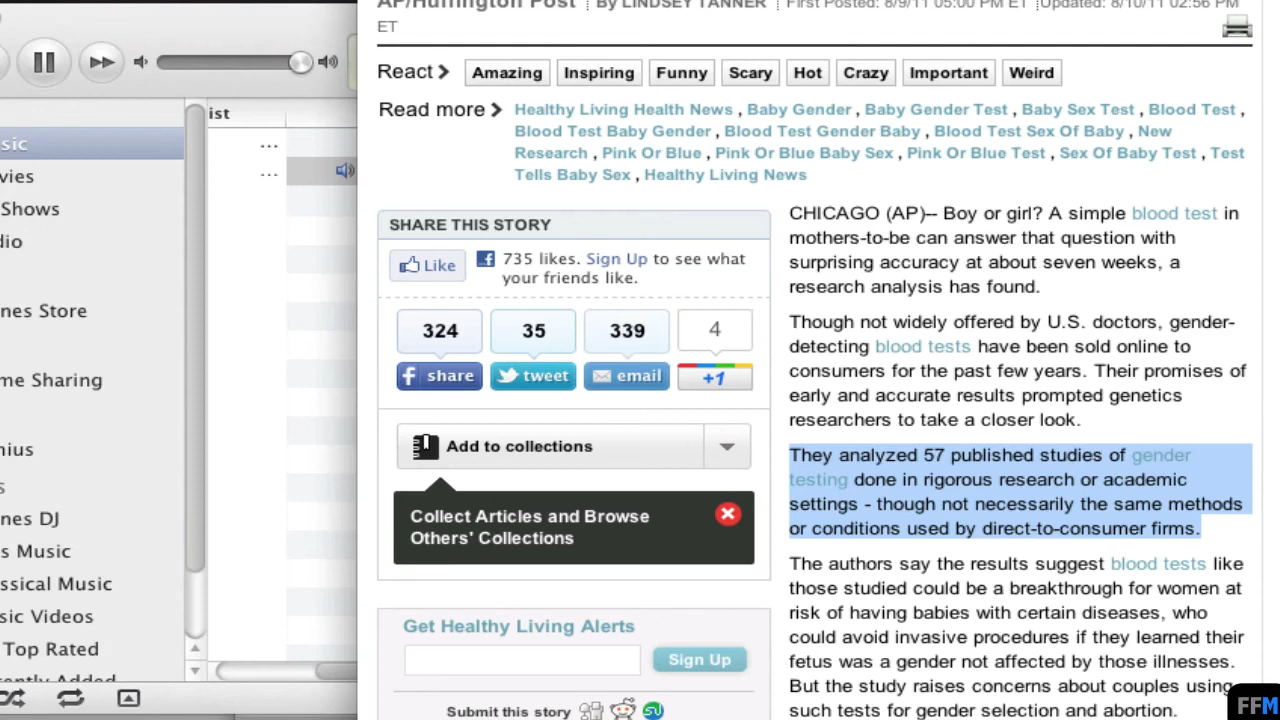 AP/Huffington Post
By LINDSEY TANNER
First Posted: 8/9/11 05:00 PM ET
Updated: 8/10/11 02:56 PM
ET
React
Amazing
Inspiring
Funny
Scary
Hot
Crazy
Important
Weird
Read more
Healthy Living Health News , Baby Gender , Baby Gender Test , Baby Sex Test , Blood Test ,
Blood Test Baby Gender , Blood Test Gender Baby , Blood Test Sex Of Baby , New
Research , Pink Or Blue , Pink Or Blue Baby Sex , Pink Or Blue Test , Sex Of Baby Test , Test
Tells Baby Sex , Healthy Living News
ist
...
...
sic
vies
Shows
dio
nes Store
me Sharing
nius
s
nes DJ
s Music
ssical Music
sic Videos
Top Rated
cently Added
SHARE THIS STORY
Like
735 likes. Sign Up to see what
your friends like.
324
35
339
4
share
tweet
email
+1
Add to collections
Collect Articles and Browse
Others' Collections
Get Healthy Living Alerts
Sign Up
Submit this story
CHICAGO (AP)-- Boy or girl? A simple blood test in
mothers-to-be can answer that question with
surprising accuracy at about seven weeks, a
research analysis has found.
Though not widely offered by U.S. doctors, gender-
detecting blood tests have been sold online to
consumers for the past few years. Their promises of
early and accurate results prompted genetics
researchers to take a closer look.
They analyzed 57 published studies of gender
testing done in rigorous research or academic
settings - though not necessarily the same methods
or conditions used by direct-to-consumer firms.
The authors say the results suggest blood tests like
those studied could be a breakthrough for women at
risk of having babies with certain diseases, who
could avoid invasive procedures if they learned their
fetus was a gender not affected by those illnesses.
But the study raises concerns about couples using
such tests for gender selection and abortion.
FFM